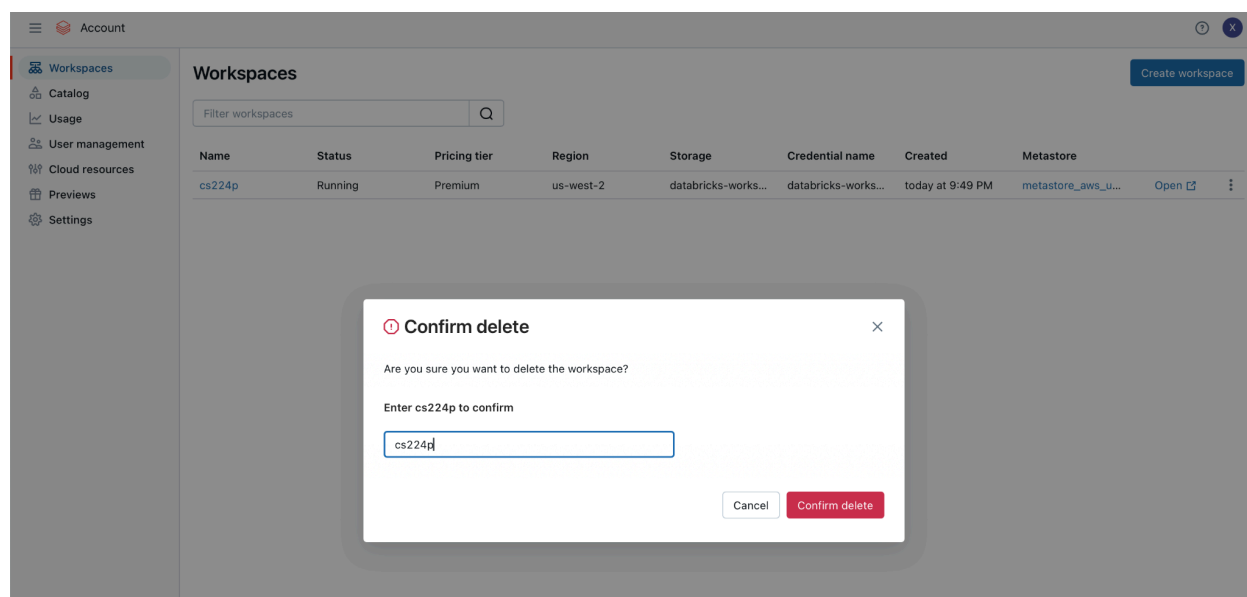 Account
X
Workspaces
Catalog
Usage
User management
Cloud resources
Previews
Settings
Workspaces
Create workspace
Filter workspaces
Name Status Pricing tier Region Storage Credential name Created Metastore
cs224p Running Premium us-west-2 databricks-works... databricks-works... today at 9:49 PM metastore_aws_u... Open
Confirm delete
Are you sure you want to delete the workspace?
Enter cs224p to confirm
cs224p
Cancel Confirm delete